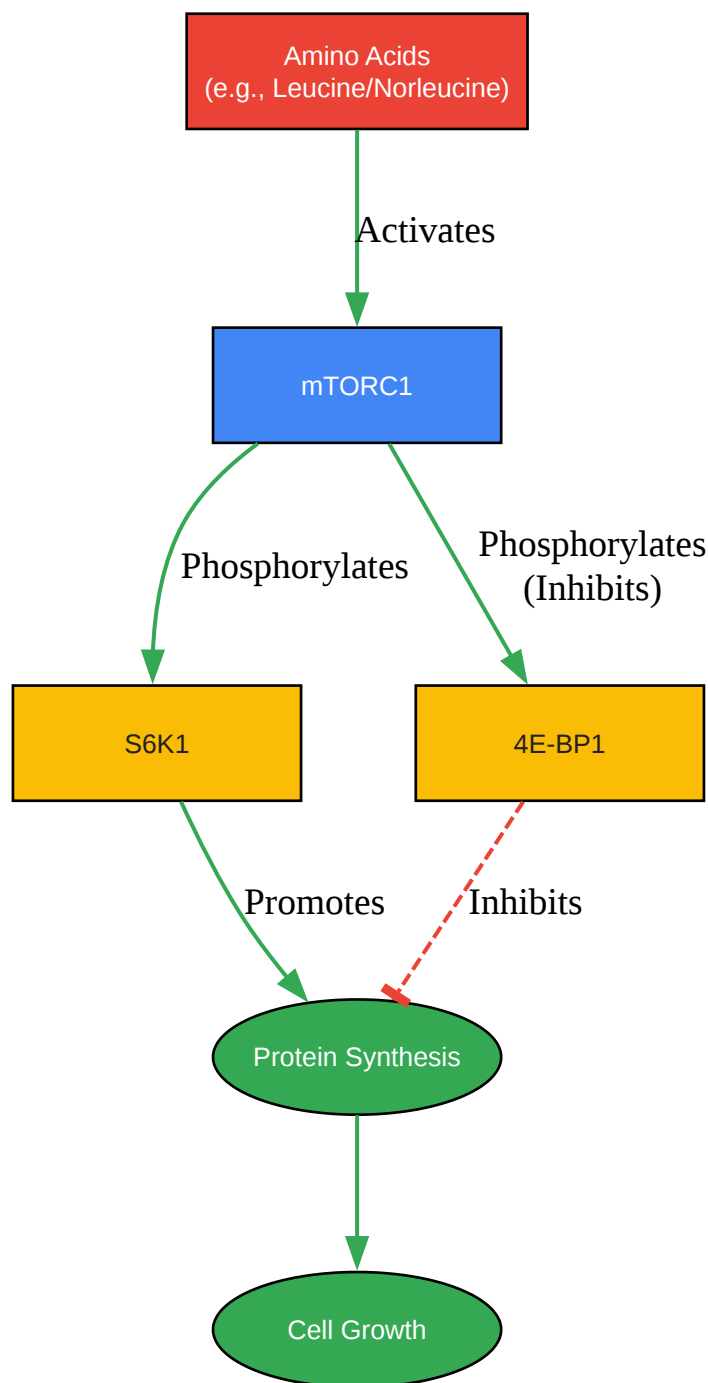 Amino Acids
(e.g., Leucine/Norleucine)
Activates
mTORC1
Phosphorylates
Phosphorylates
(Inhibits)
S6K1
4E-BP1
Promotes
Inhibits
Protein Synthesis
Cell Growth